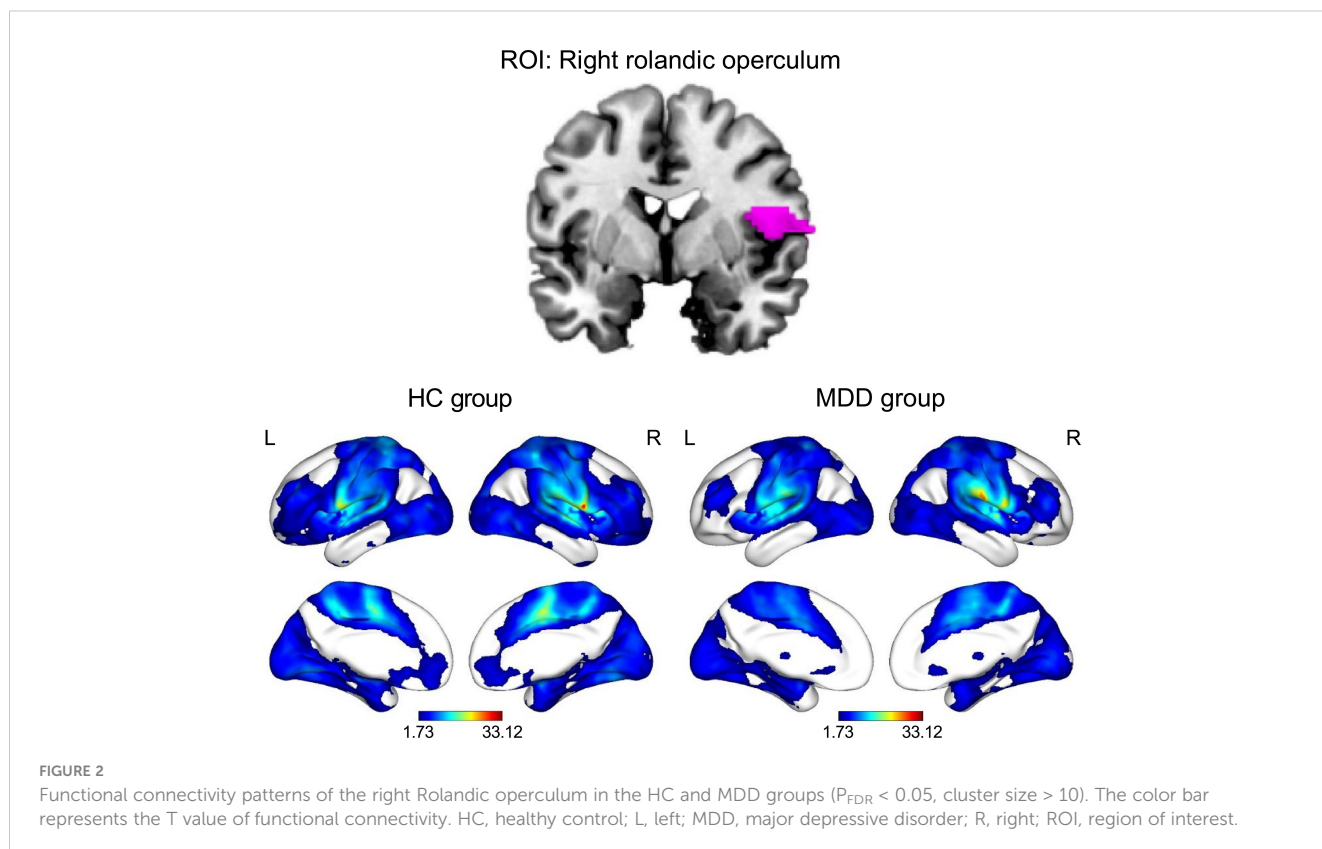 ROI: Right rolandic operculum
HC group
MDD group
L
R
L
R
1.73
33.12
1.73
33.12
FIGURE 2
Functional connectivity patterns of the right Rolandic operculum in the HC and MDD groups (PFDR < 0.05, cluster size > 10). The color bar
represents the T value of functional connectivity. HC, healthy control; L, left; MDD, major depressive disorder; R, right; ROI, region of interest.